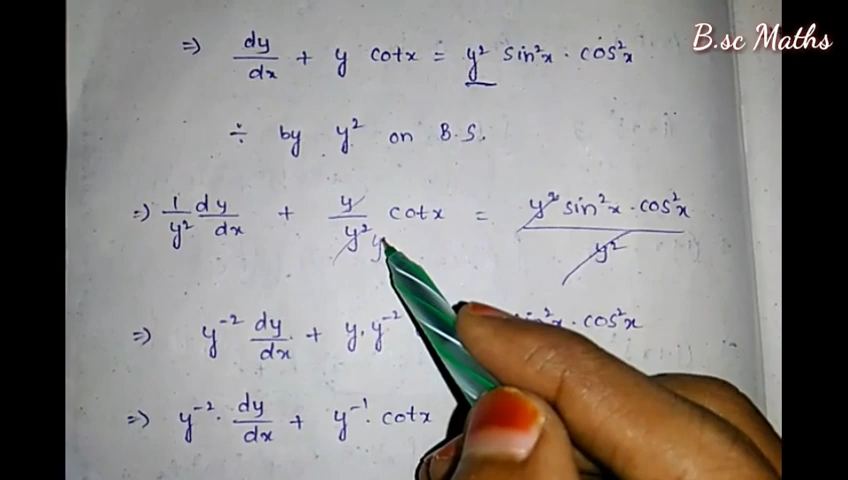 B.sc Maths
⇒ dy/dx + y cotx = y² sin²x · cos²x
÷ by y² on B.S.
⇒ 1/y² dy/dx + y/y² y cotx = y² sin²x · cos²x / y²
⇒ y⁻² dy/dx + y · y⁻² sin²x · cos²x
⇒ y⁻² · dy/dx + y⁻¹ · cotx